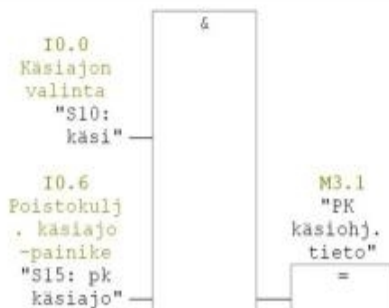 &
I0.0
Käsiajon
valinta
"S10:
käsi"
I0.6
Poistokulj
. käsiajo
-painike
"S15: pk
käsiajo"
M3.1
"PK
käsiohj.
tieto"
=